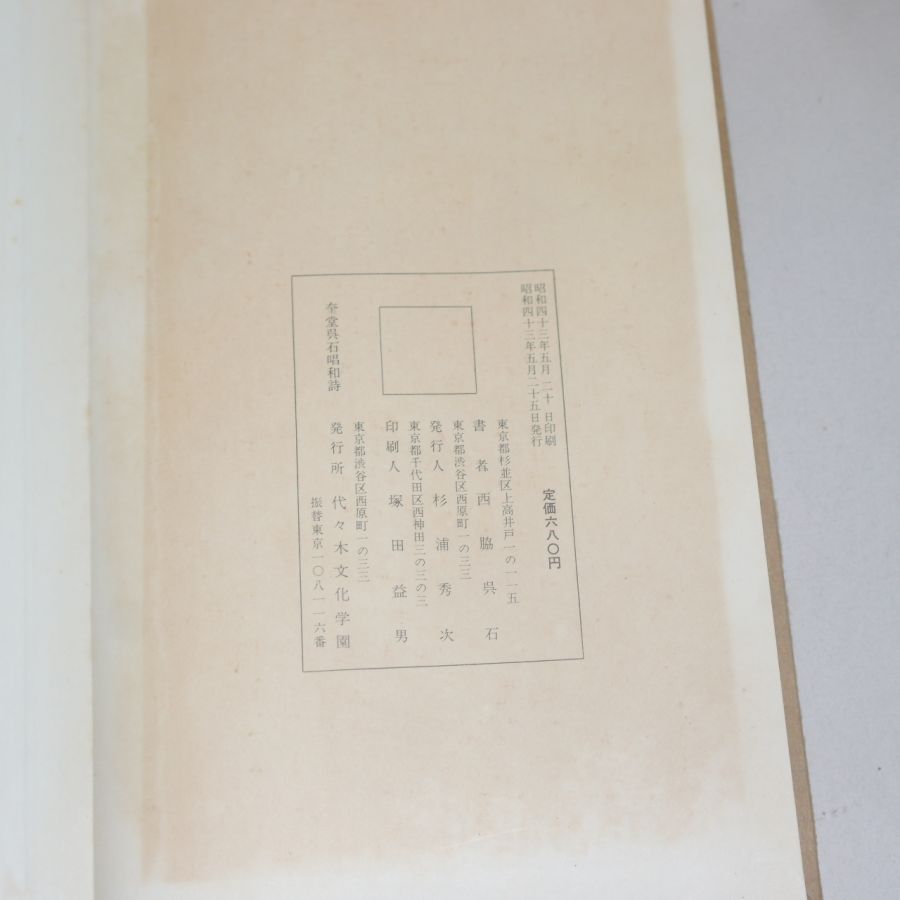 昭和四十三年五月二十日印刷
昭和四十三年五月二十五日発行
定価六八〇円
東京都杉並区上高井戸一の一一五
書者 西脇呉石
東京都渋谷区西原町一の三三
発行人 杉浦秀次
東京都千代田区西神田三の三の三
印刷人 塚田益男
東京都渋谷区西原町一の三三
発行所 代々木文化学園
振替東京一〇八一一六番
奎堂呉石唱和詩